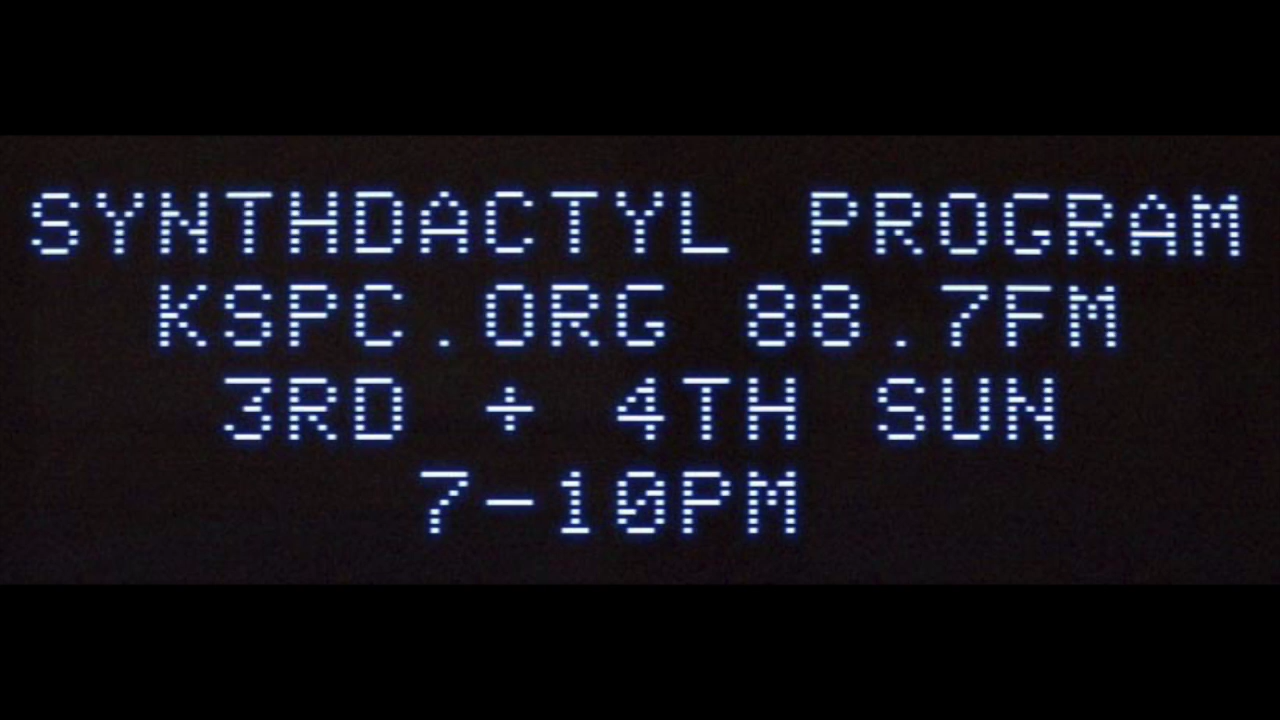 SYNTHDACTYL PROGRAM
KSPC.ORG 88.7FM
3RD + 4TH SUN
7-10PM